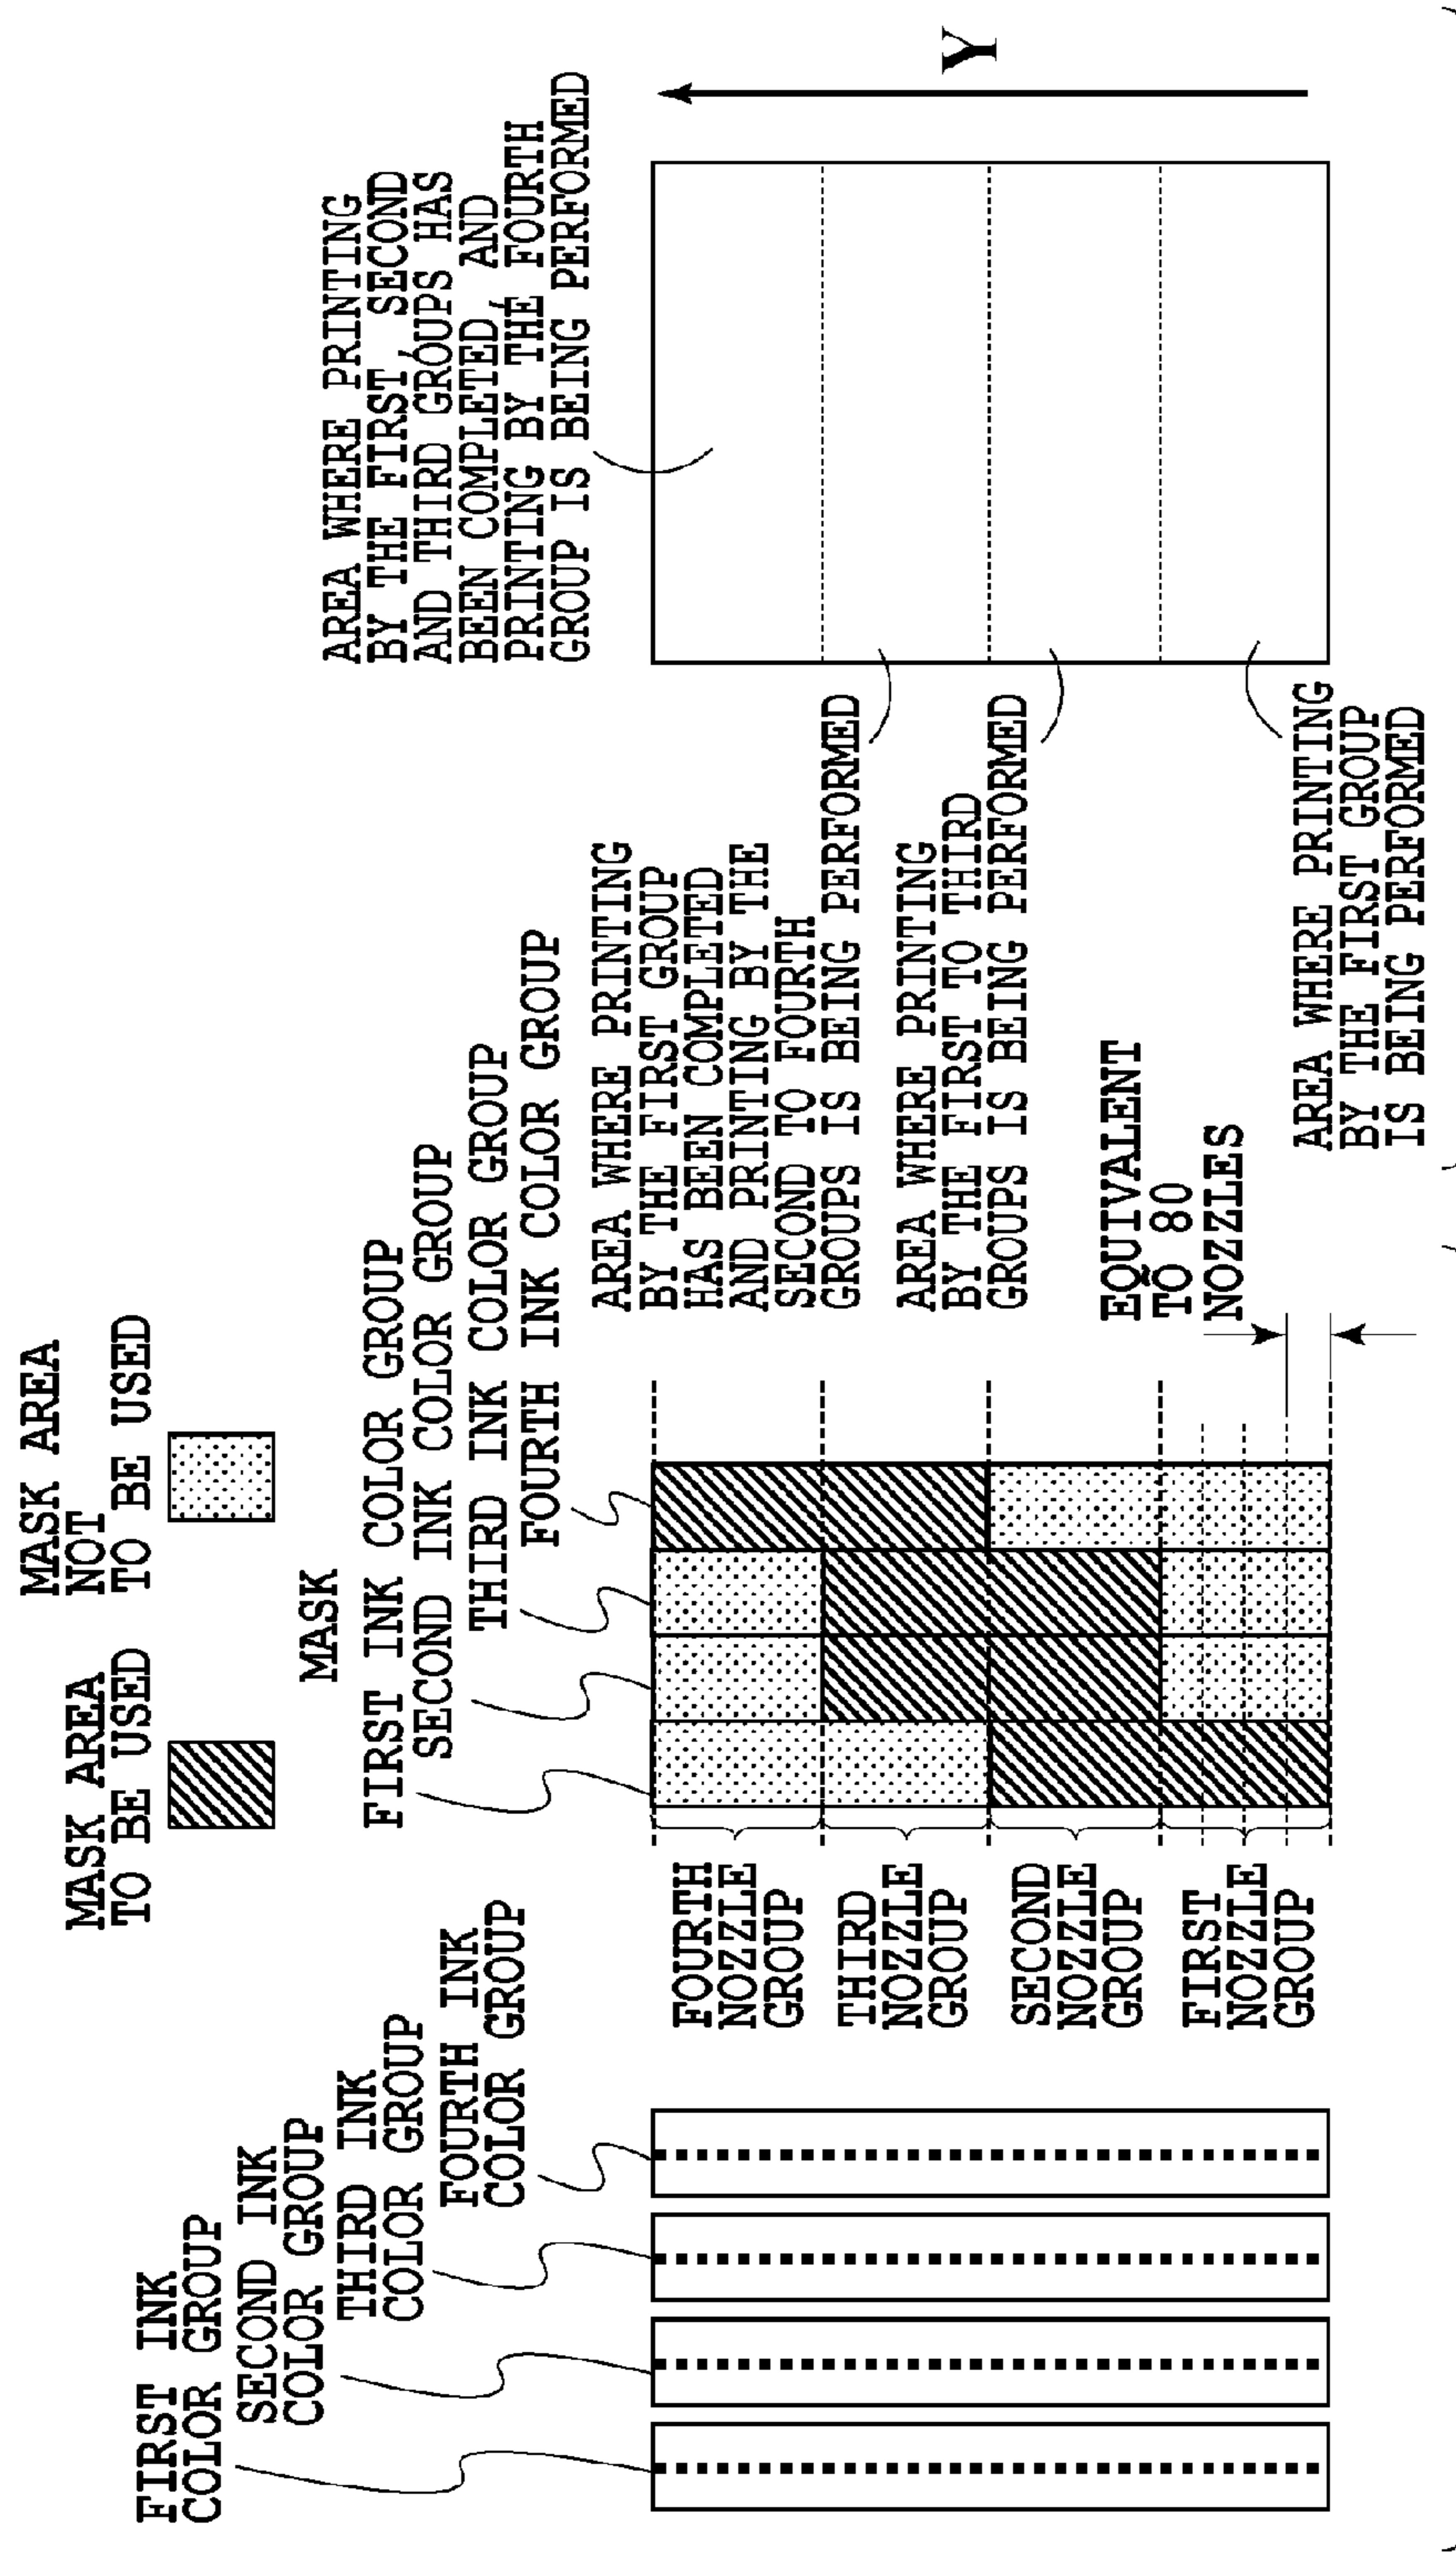 FIRST INK
COLOR GROUP
SECOND INK
COLOR GROUP
THIRD INK
COLOR GROUP
FOURTH INK
COLOR GROUP
MASK AREA
TO BE USED
MASK AREA
NOT
TO BE USED
MASK
FIRST INK COLOR GROUP
SECOND INK COLOR GROUP
THIRD INK COLOR GROUP
FOURTH INK COLOR GROUP
FOURTH
NOZZLE
GROUP
THIRD
NOZZLE
GROUP
SECOND
NOZZLE
GROUP
FIRST
NOZZLE
GROUP
EQUIVALENT
TO 80
NOZZLES
AREA WHERE PRINTING
BY THE FIRST, SECOND
AND THIRD GROUPS HAS
BEEN COMPLETED, AND
PRINTING BY THE FOURTH
GROUP IS BEING PERFORMED
AREA WHERE PRINTING
BY THE FIRST GROUP
HAS BEEN COMPLETED
AND PRINTING BY THE
SECOND TO FOURTH
GROUPS IS BEING PERFORMED
AREA WHERE PRINTING
BY THE FIRST TO THIRD
GROUPS IS BEING PERFORMED
AREA WHERE PRINTING
BY THE FIRST GROUP
IS BEING PERFORMED
Y